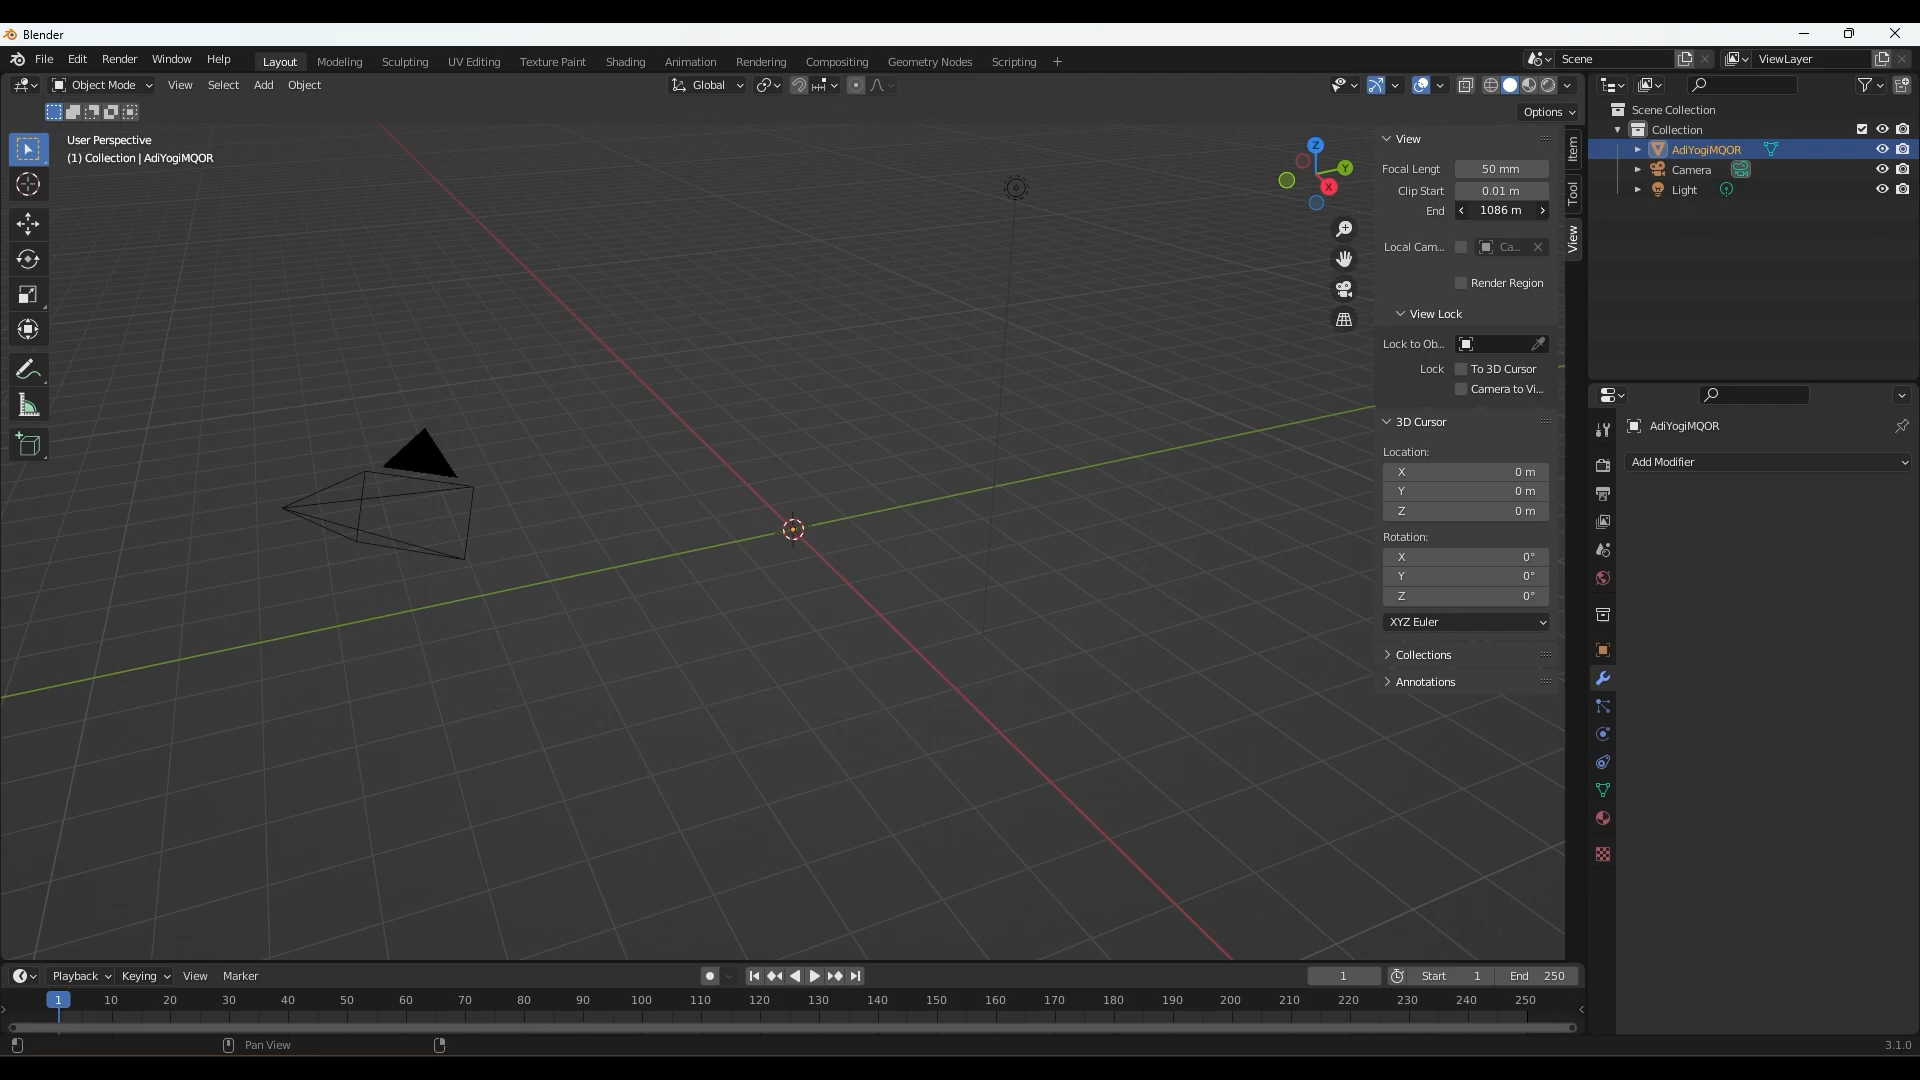 Blender
File Edit Render Window Help Layout Modeling Sculpting UV Editing Texture Paint Shading Animation Rendering Compositing Geometry Nodes Scripting + Scene ViewLayer
Object Mode View Select Add Object Global
Options
User Perspective
(1) Collection | AdiYogiMQOR
Z
Y
X
View
Focal Lengt 50 mm
Clip Start 0.01 m
End 1086 m
Local Cam... Ca...
Render Region
View Lock
Lock to Ob...
Lock To 3D Cursor
Camera to Vi...
3D Cursor
Location:
X 0 m
Y 0 m
Z 0 m
Rotation:
X 0°
Y 0°
Z 0°
XYZ Euler
Collections
Annotations
Item
Tool
View
Scene Collection
Collection
AdiYogiMQOR
Camera
Light
AdiYogiMQOR
Add Modifier
Playback Keying View Marker 1 Start 1 End 250
1 10 20 30 40 50 60 70 80 90 100 110 120 130 140 150 160 170 180 190 200 210 220 230 240 250
Pan View 3.1.0